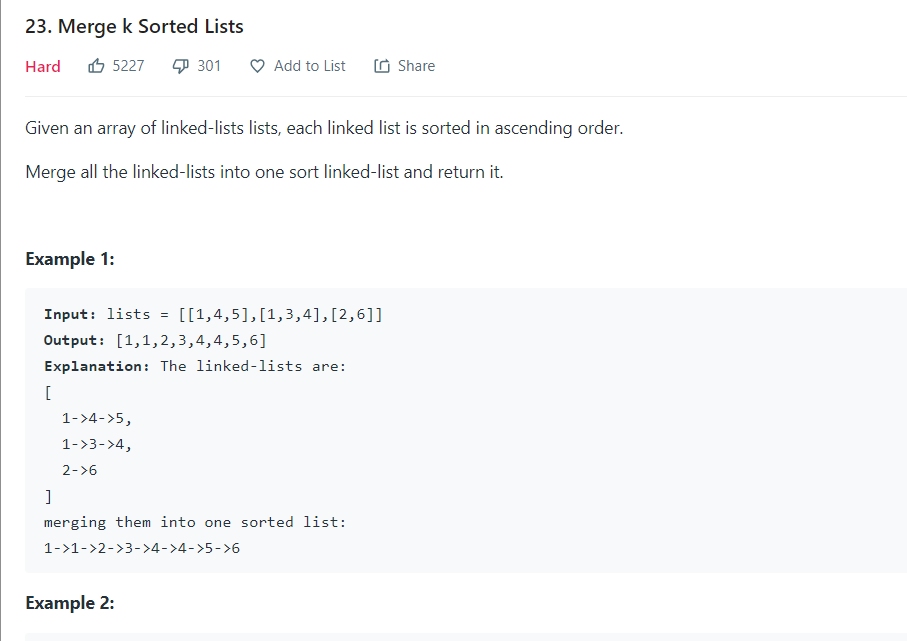 23. Merge k Sorted Lists
Hard 5227 301 Add to List Share
Given an array of linked-lists lists, each linked list is sorted in ascending order.
Merge all the linked-lists into one sort linked-list and return it.
Example 1:
Input: lists = [[1,4,5],[1,3,4],[2,6]]
Output: [1,1,2,3,4,4,5,6]
Explanation: The linked-lists are:
[
  1->4->5,
  1->3->4,
  2->6
]
merging them into one sorted list:
1->1->2->3->4->4->5->6
Example 2: